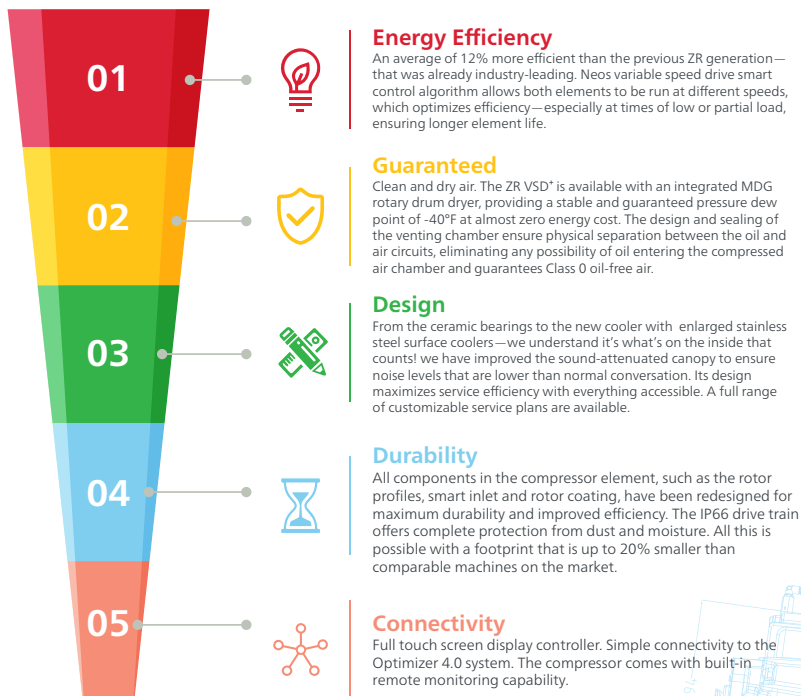 01
Energy Efficiency
An average of 12% more efficient than the previous ZR generation—
that was already industry-leading. Neos variable speed drive smart
control algorithm allows both elements to be run at different speeds,
which optimizes efficiency—especially at times of low or partial load,
ensuring longer element life.
02
Guaranteed
Clean and dry air. The ZR VSD⁺ is available with an integrated MDG
rotary drum dryer, providing a stable and guaranteed pressure dew
point of -40°F at almost zero energy cost. The design and sealing of
the venting chamber ensure physical separation between the oil and
air circuits, eliminating any possibility of oil entering the compressed
air chamber and guarantees Class 0 oil-free air.
03
Design
From the ceramic bearings to the new cooler with enlarged stainless
steel surface coolers—we understand it's what's on the inside that
counts! we have improved the sound-attenuated canopy to ensure
noise levels that are lower than normal conversation. Its design
maximizes service efficiency with everything accessible. A full range
of customizable service plans are available.
04
Durability
All components in the compressor element, such as the rotor
profiles, smart inlet and rotor coating, have been redesigned for
maximum durability and improved efficiency. The IP66 drive train
offers complete protection from dust and moisture. All this is
possible with a footprint that is up to 20% smaller than
comparable machines on the market.
05
Connectivity
Full touch screen display controller. Simple connectivity to the
Optimizer 4.0 system. The compressor comes with built-in
remote monitoring capability.